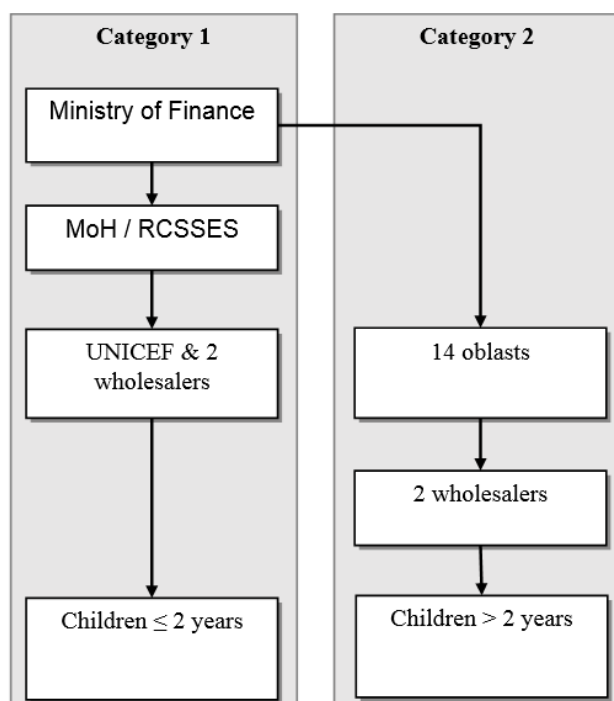 Category 1
Ministry of Finance
MoH / RCSSES
UNICEF & 2
wholesalers
Children ≤ 2 years
Category 2
14 oblasts
2 wholesalers
Children > 2 years